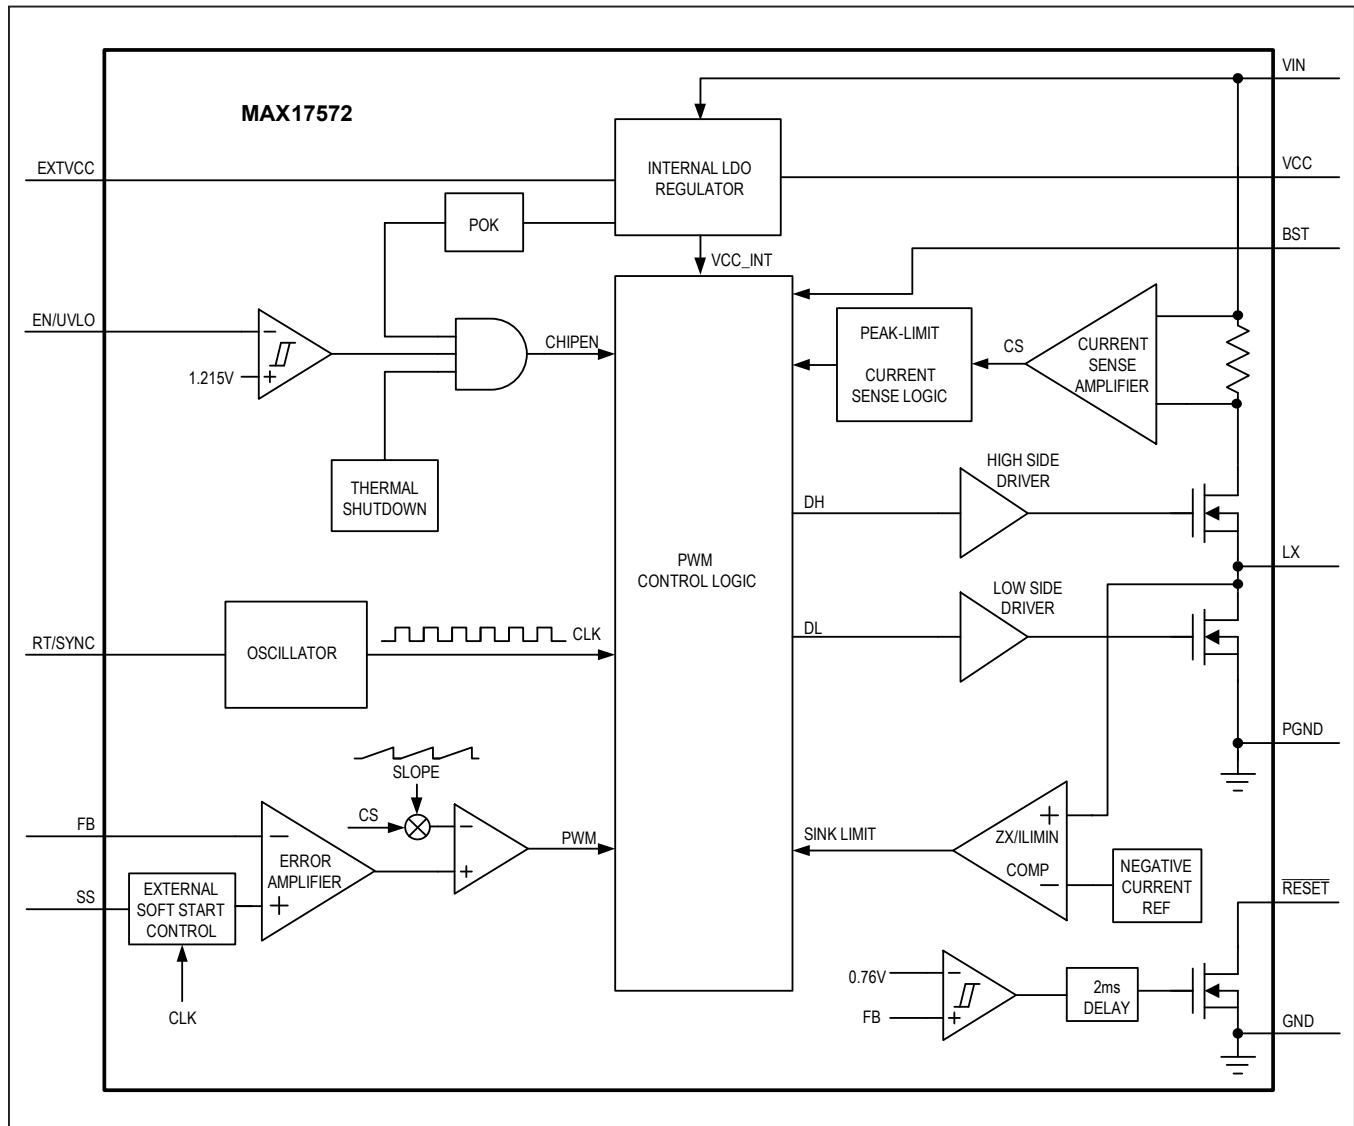 MAX17572
VIN
EXTVCC
INTERNAL LDO
REGULATOR
VCC
POK
BST
VCC_INT
EN/UVLO
−
1.215V
+
CHIPEN
PEAK-LIMIT
CURRENT
SENSE LOGIC
CS
CURRENT
SENSE
AMPLIFIER
THERMAL
SHUTDOWN
HIGH SIDE
DRIVER
DH
PWM
CONTROL LOGIC
LX
LOW SIDE
DRIVER
DL
RT/SYNC
OSCILLATOR
CLK
PGND
SLOPE
CS
FB
−
ERROR
AMPLIFIER
+
−
+
PWM
SS
EXTERNAL
SOFT START
CONTROL
CLK
SINK LIMIT
+
ZX/ILIMIN
COMP
−
NEGATIVE
CURRENT
REF
RESET
0.76V
−
FB
+
2ms
DELAY
GND